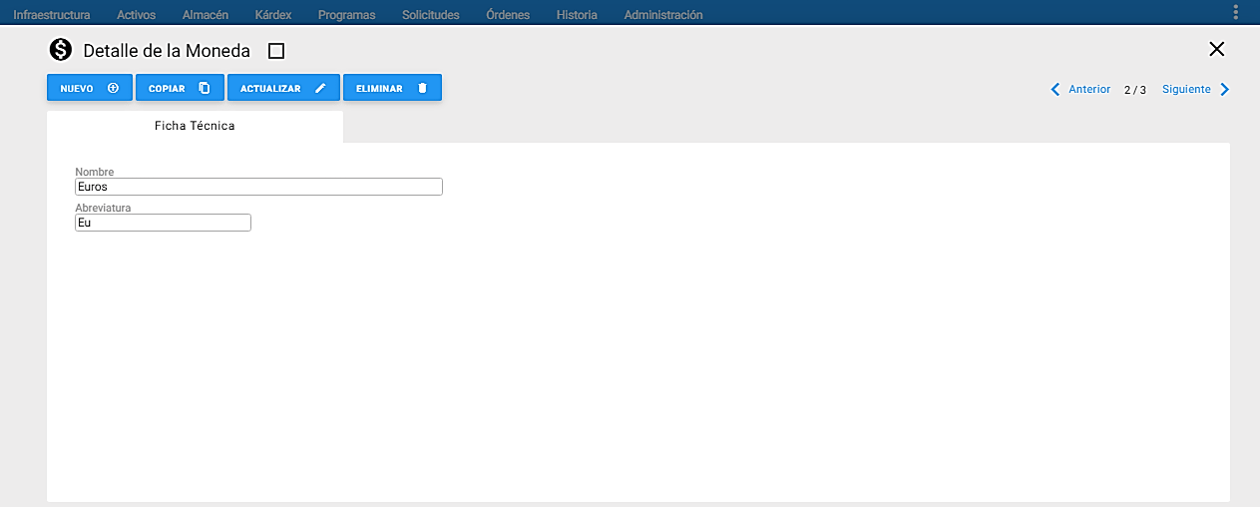 Infraestructura Activos Almacén Kárdex Programas Solicitudes Órdenes Historia Administración
Detalle de la Moneda
NUEVO COPIAR ACTUALIZAR ELIMINAR
Anterior 2 / 3 Siguiente
Ficha Técnica
Nombre
Euros
Abreviatura
Eu